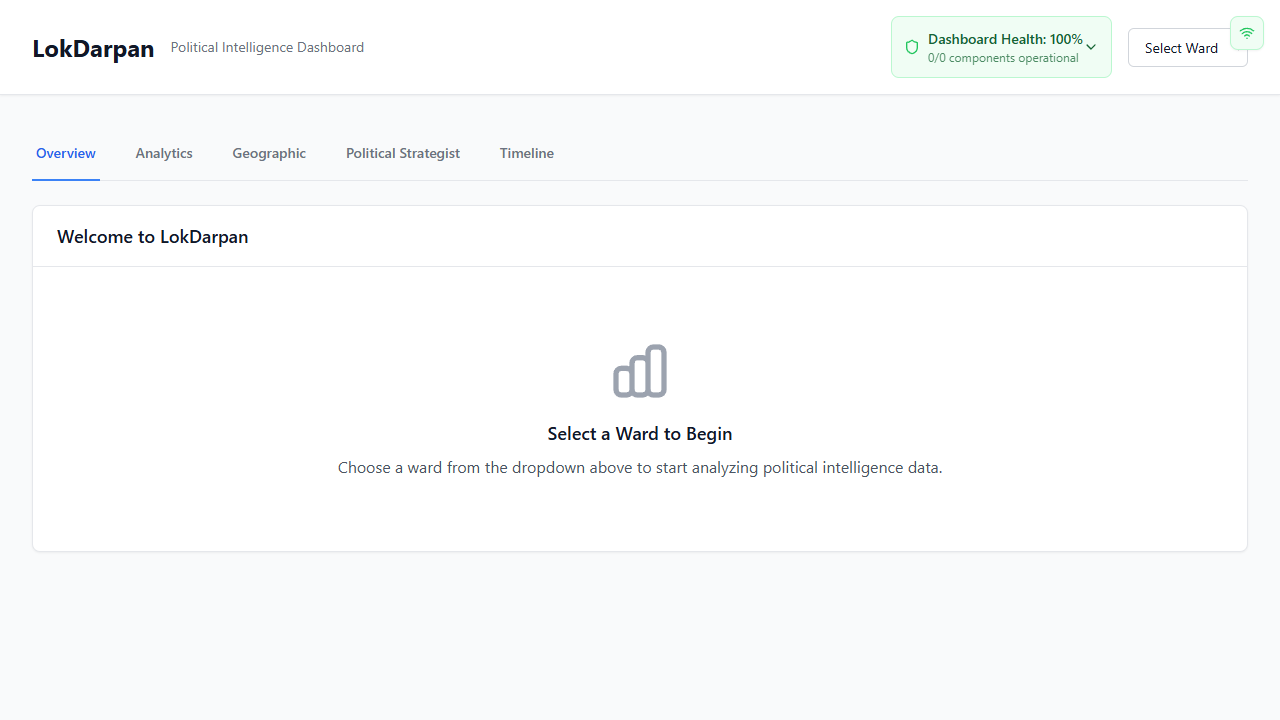 LokDarpan
Political Intelligence Dashboard
Dashboard Health: 100%
0/0 components operational
Select Ward
Overview
Analytics
Geographic
Political Strategist
Timeline
Welcome to LokDarpan
Select a Ward to Begin
Choose a ward from the dropdown above to start analyzing political intelligence data.